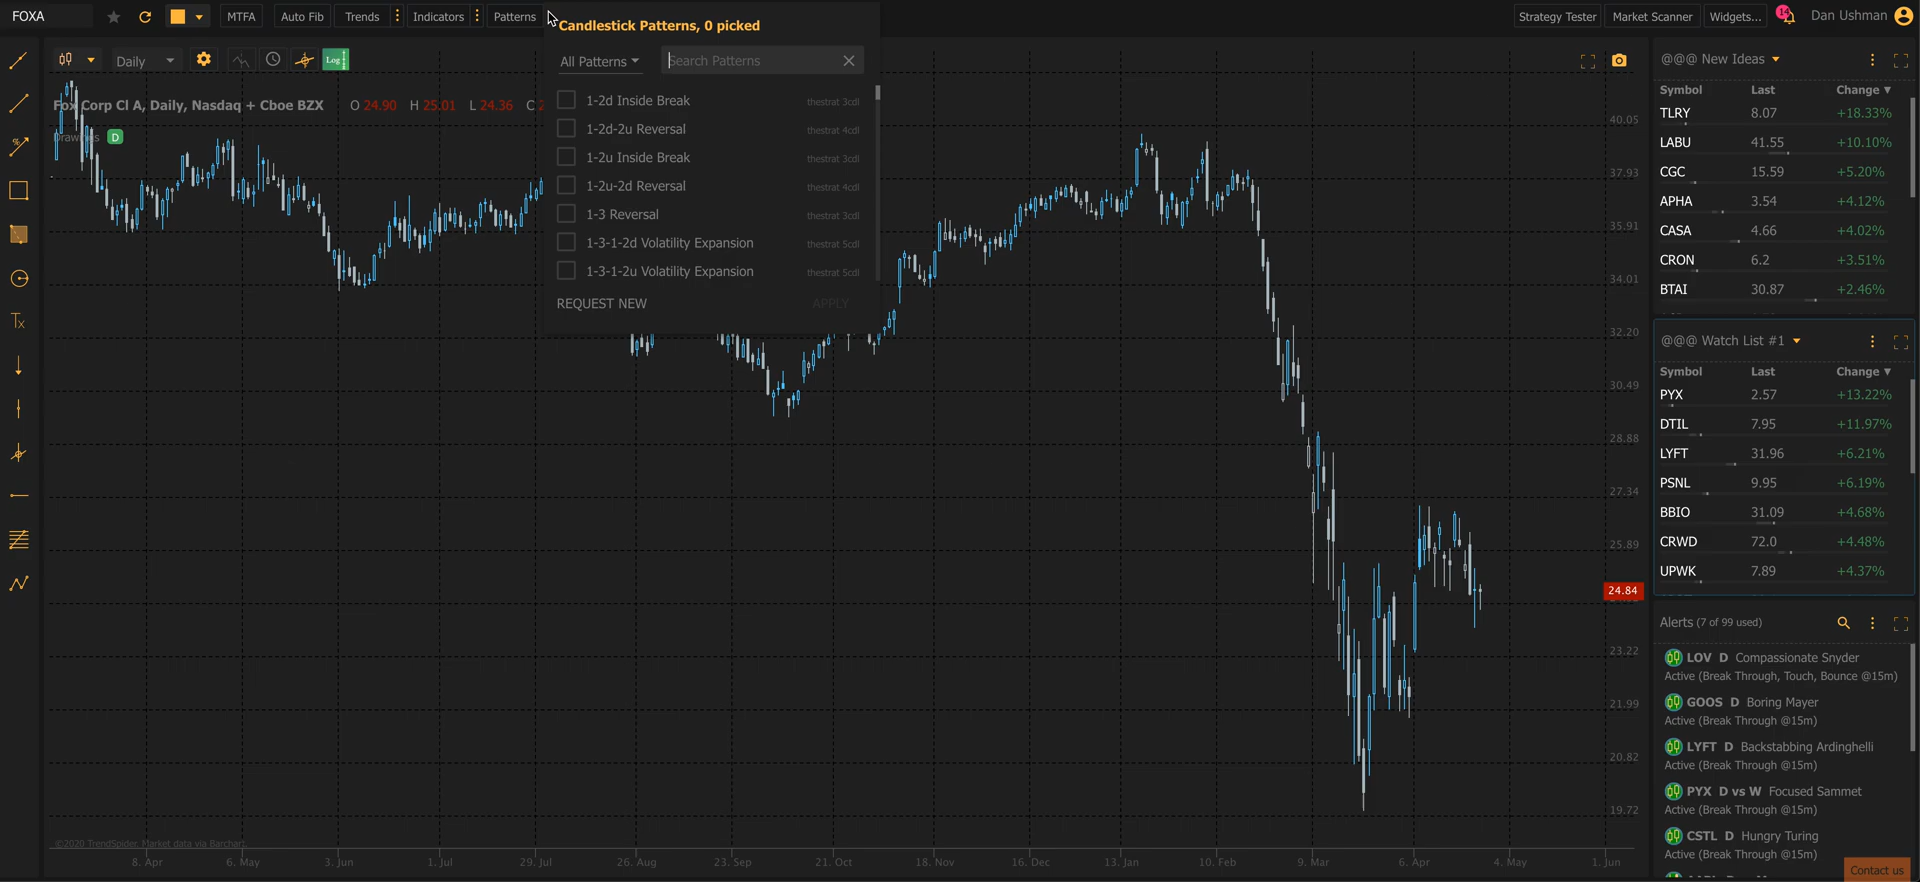 FOXA
MTFA
Auto Fib
Trends
Indicators
Patterns
Strategy Tester
Market Scanner
Widgets...
14
Dan Ushman
Daily
Log
Candlestick Patterns, 0 picked
All Patterns
Search Patterns
1-2d Inside Break thestrat 3cdl
1-2d-2u Reversal thestrat 4cdl
1-2u Inside Break thestrat 3cdl
1-2u-2d Reversal thestrat 4cdl
1-3 Reversal thestrat 3cdl
1-3-1-2d Volatility Expansion thestrat 5cdl
1-3-1-2u Volatility Expansion thestrat 5cdl
REQUEST NEW APPLY
Fox Corp Cl A, Daily, Nasdaq + Cboe BZX O 24.90 H 25.01 L 24.36 C
Drawings D
40.05
37.93
35.91
34.01
32.20
30.49
28.88
27.34
25.89
24.84
23.22
21.99
20.82
19.72
©2020 TrendSpider. Market data via Barchart.
8. Apr 6. May 3. Jun 1. Jul 29. Jul 26. Aug 23. Sep 21. Oct 18. Nov 16. Dec 13. Jan 10. Feb 9. Mar 6. Apr 4. May 1. Jun
@@@ New Ideas
Symbol Last Change ▼
TLRY 8.07 +18.33%
LABU 41.55 +10.10%
CGC 15.59 +5.20%
APHA 3.54 +4.12%
CASA 4.66 +4.02%
CRON 6.2 +3.51%
BTAI 30.87 +2.46%
@@@ Watch List #1
Symbol Last Change ▼
PYX 2.57 +13.22%
DTIL 7.95 +11.97%
LYFT 31.96 +6.21%
PSNL 9.95 +6.19%
BBIO 31.09 +4.68%
CRWD 72.0 +4.48%
UPWK 7.89 +4.37%
Alerts (7 of 99 used)
LOV D Compassionate Snyder
Active (Break Through, Touch, Bounce @15m)
GOOS D Boring Mayer
Active (Break Through @15m)
LYFT D Backstabbing Ardinghelli
Active (Break Through @15m)
PYX D vs W Focused Sammet
Active (Break Through @15m)
CSTL D Hungry Turing
Active (Break Through @15m)
Contact us